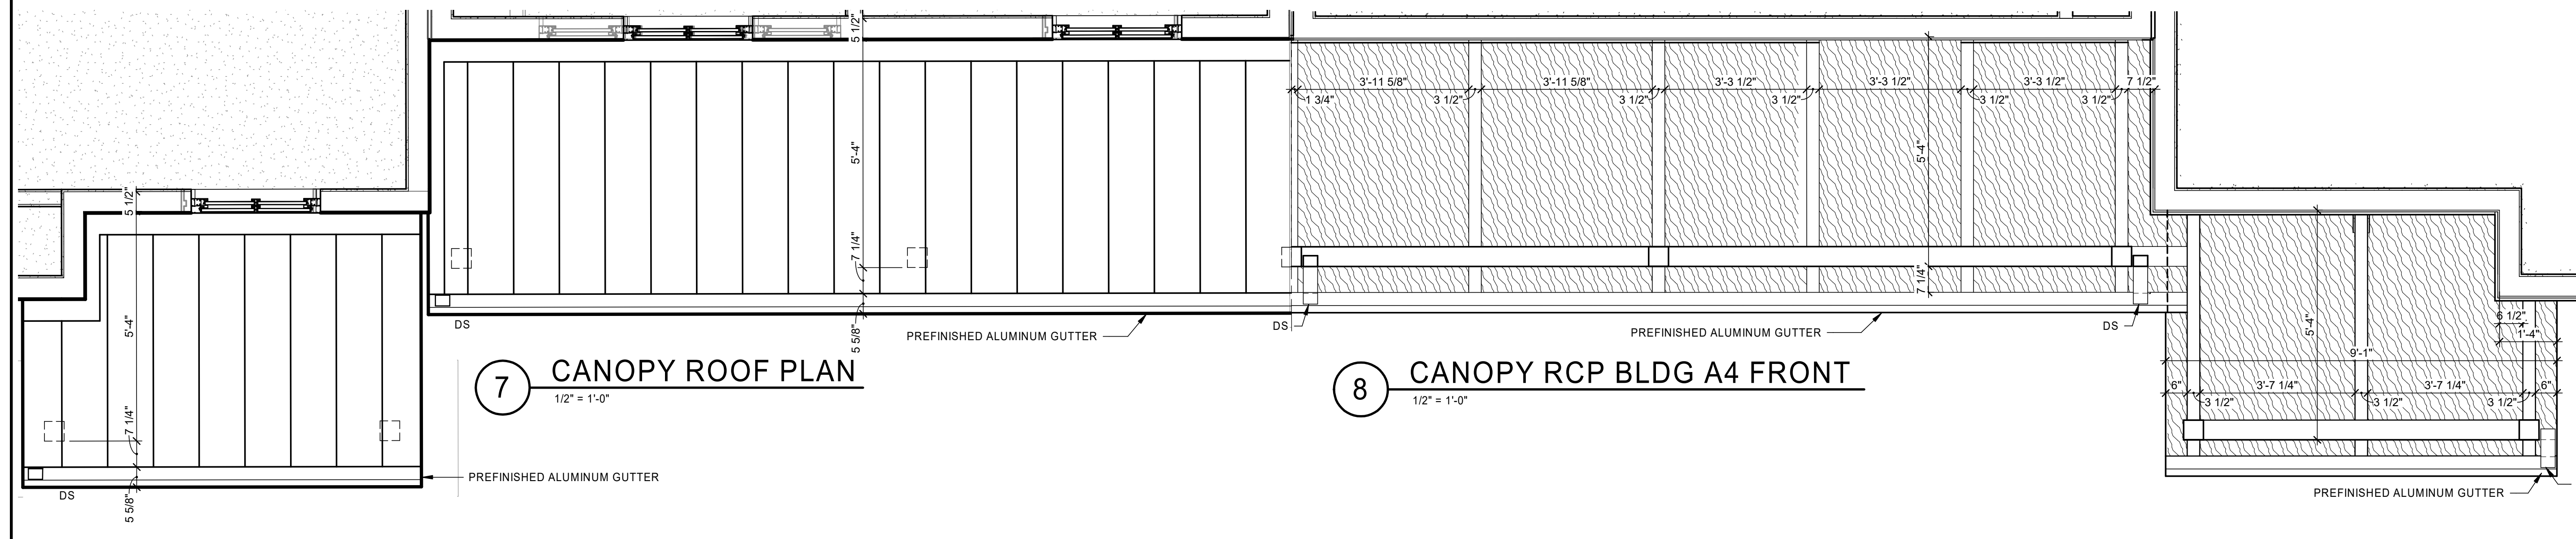 5 1/2"
5'-4"
7 1/4"
5 5/8"
DS
PREFINISHED ALUMINUM GUTTER
5 1/2"
5'-4"
7 1/4"
5 5/8"
DS
PREFINISHED ALUMINUM GUTTER
7 CANOPY ROOF PLAN
1/2" = 1'-0"
3'-11 5/8" 3'-11 5/8" 3'-3 1/2" 3'-3 1/2" 3'-3 1/2" 7 1/2"
1 3/4" 3 1/2" 3 1/2" 3 1/2" 3 1/2" 3 1/2"
5'-4"
7 1/4"
DS
PREFINISHED ALUMINUM GUTTER
DS
8 CANOPY RCP BLDG A4 FRONT
1/2" = 1'-0"
5'-4"
6 1/2"
1'-4"
9'-1"
6" 3'-7 1/4" 3'-7 1/4" 6"
3 1/2" 3 1/2" 3 1/2"
PREFINISHED ALUMINUM GUTTER